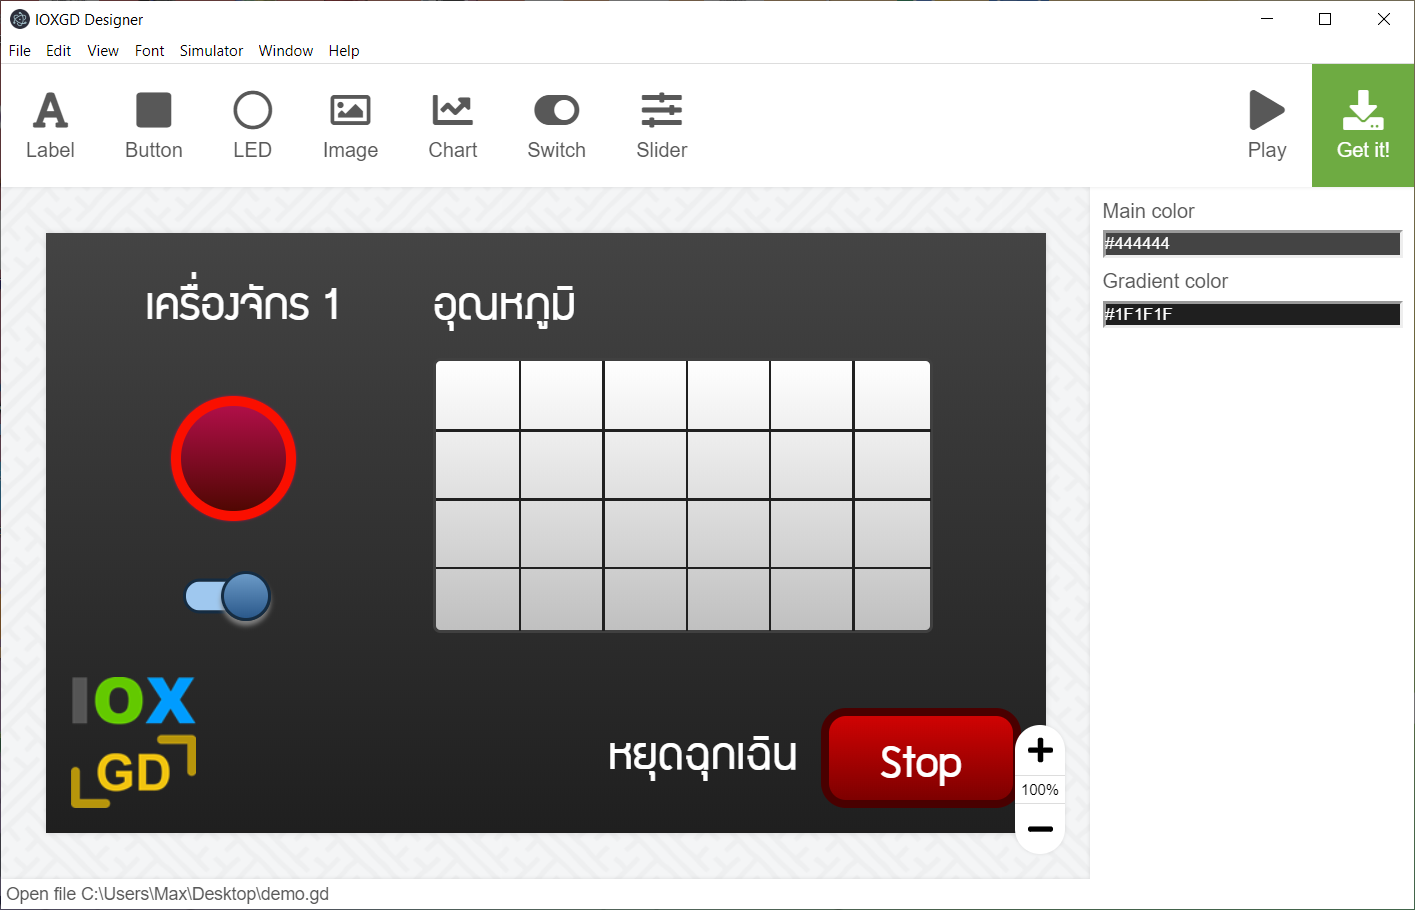 IOXGD Designer
File Edit View Font Simulator Window Help
Label Button LED Image Chart Switch Slider Play Get it!
Main color
#444444
Gradient color
#1F1F1F
เครื่องจักร 1 อุณหภูมิ
IOX
GD
หยุดฉุกเฉิน Stop
100%
Open file C:\Users\Max\Desktop\demo.gd